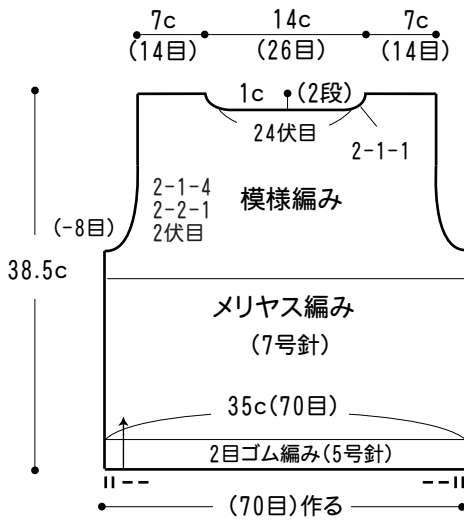 7c 14c 7c
(14目) (26目) (14目)
1c (2段)
24伏目
2-1-1
2-1-4
2-2-1
2伏目
模様編み
(-8目)
38.5c
メリヤス編み
(7号針)
35c(70目)
2目ゴム編み(5号針)
(70目)作る